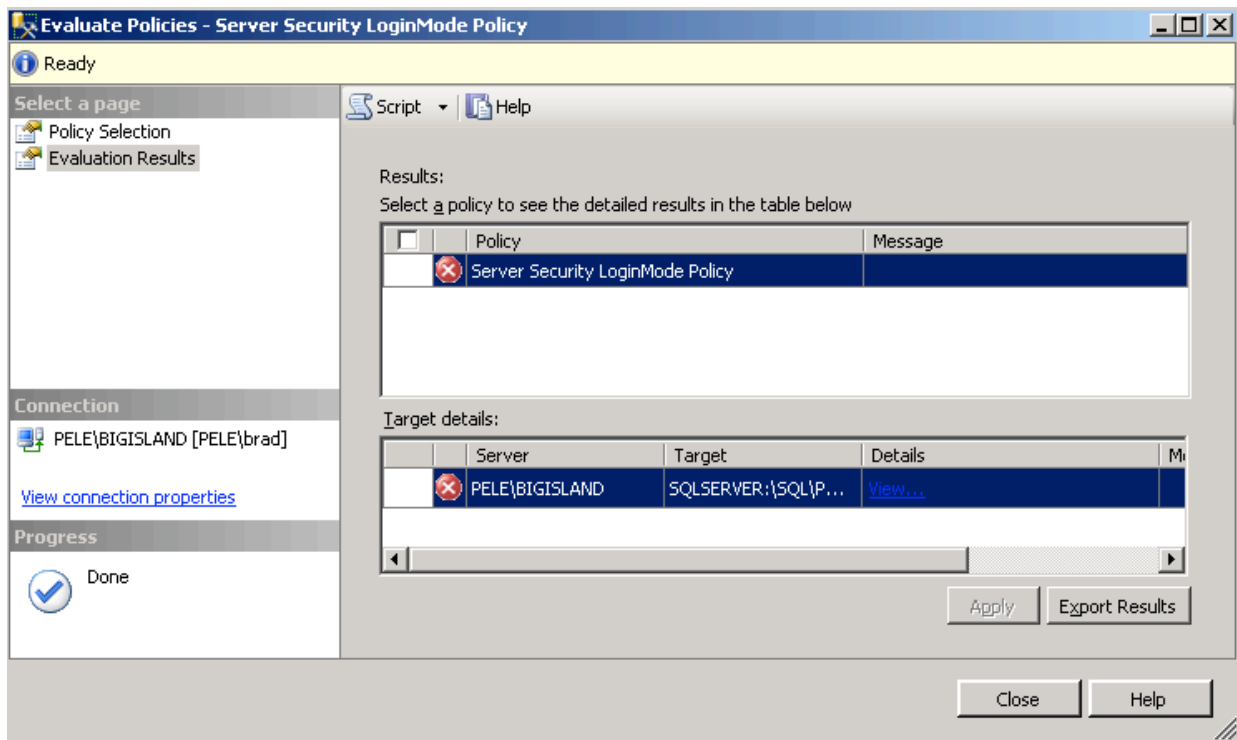 Evaluate Policies - Server Security LoginMode Policy
Ready
Select a page
Policy Selection
Evaluation Results
Connection
PELE\BIGISLAND [PELE\brad]
View connection properties
Progress
Done
Script Help
Results:
Select a policy to see the detailed results in the table below
Policy Message
Server Security LoginMode Policy
Target details:
Server Target Details M
PELE\BIGISLAND SQLSERVER:\SQL\P... View...
Apply Export Results
Close Help